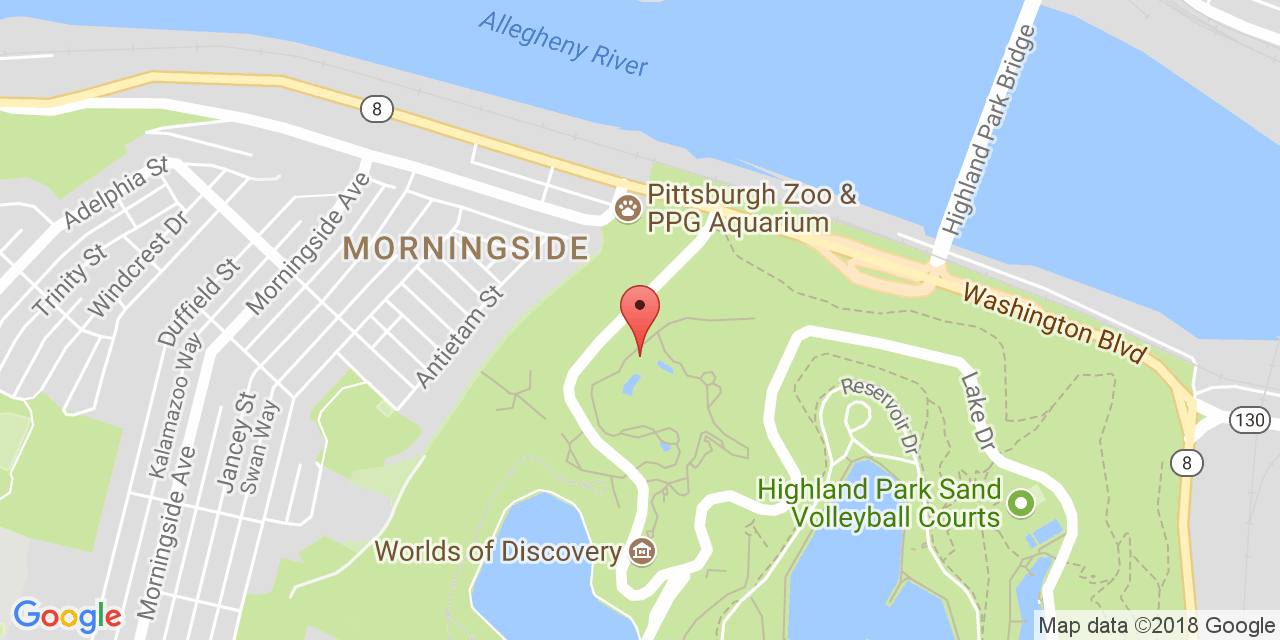 Allegheny River
Highland Park Bridge
8
Adelphia St
Pittsburgh Zoo &
PPG Aquarium
Morningside Ave
MORNINGSIDE
Trinity St
Windcrest Dr
Duffield St
Antietam St
Washington Blvd
Kalamazoo Way
Jancey St
Swan Way
Reservoir Dr
Lake Dr
130
8
Morningside Ave
Highland Park Sand
Volleyball Courts
Worlds of Discovery
Google
Map data ©2018 Google